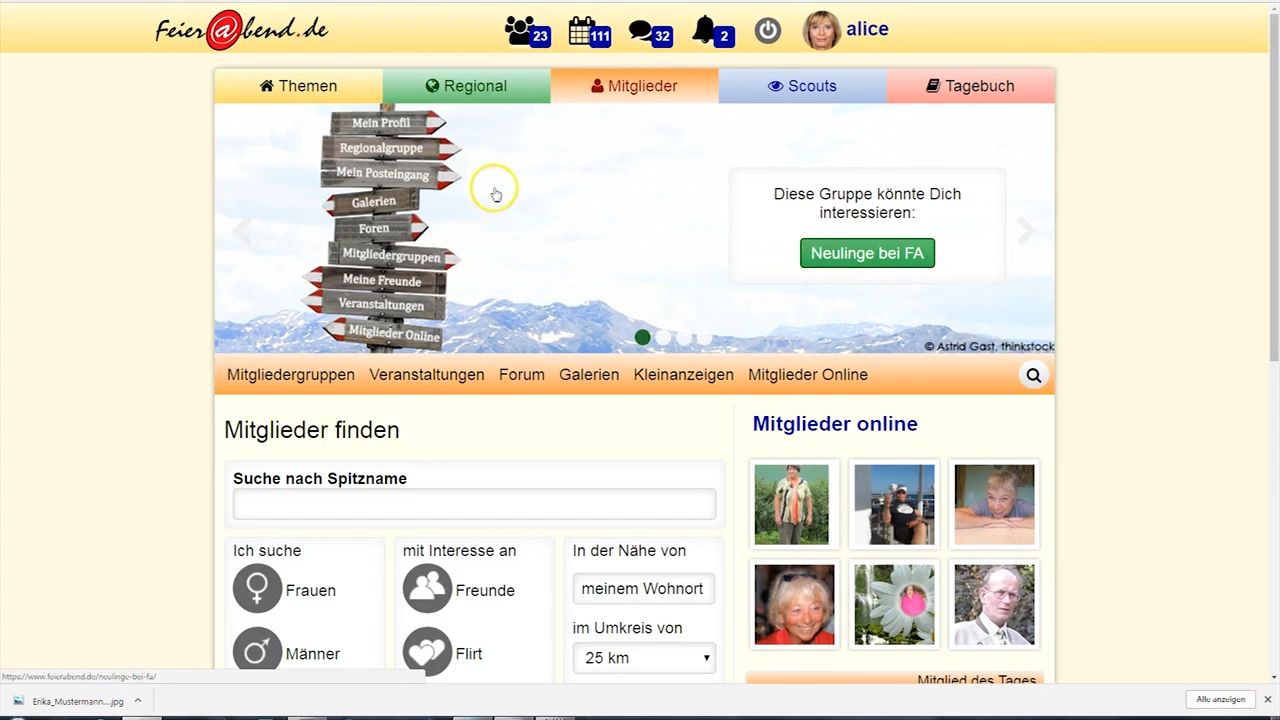 Feier@bend.de
23
111
32
2
alice
Themen
Regional
Mitglieder
Scouts
Tagebuch
Mein Profil
Regionalgruppe
Mein Posteingang
Galerien
Foren
Mitgliedergruppen
Meine Freunde
Veranstaltungen
Mitglieder Online
Diese Gruppe könnte Dich
interessieren:
Neulinge bei FA
© Astrid Gast, thinkstock
Mitgliedergruppen
Veranstaltungen
Forum
Galerien
Kleinanzeigen
Mitglieder Online
Mitglieder finden
Suche nach Spitzname
Ich suche
Frauen
Männer
mit Interesse an
Freunde
Flirt
In der Nähe von
meinem Wohnort
im Umkreis von
25 km
Mitglieder online
Mitglied des Tages
https://www.feierabend.de/neulinge-bei-fa/
Erika_Mustermann....jpg
Alle anzeigen